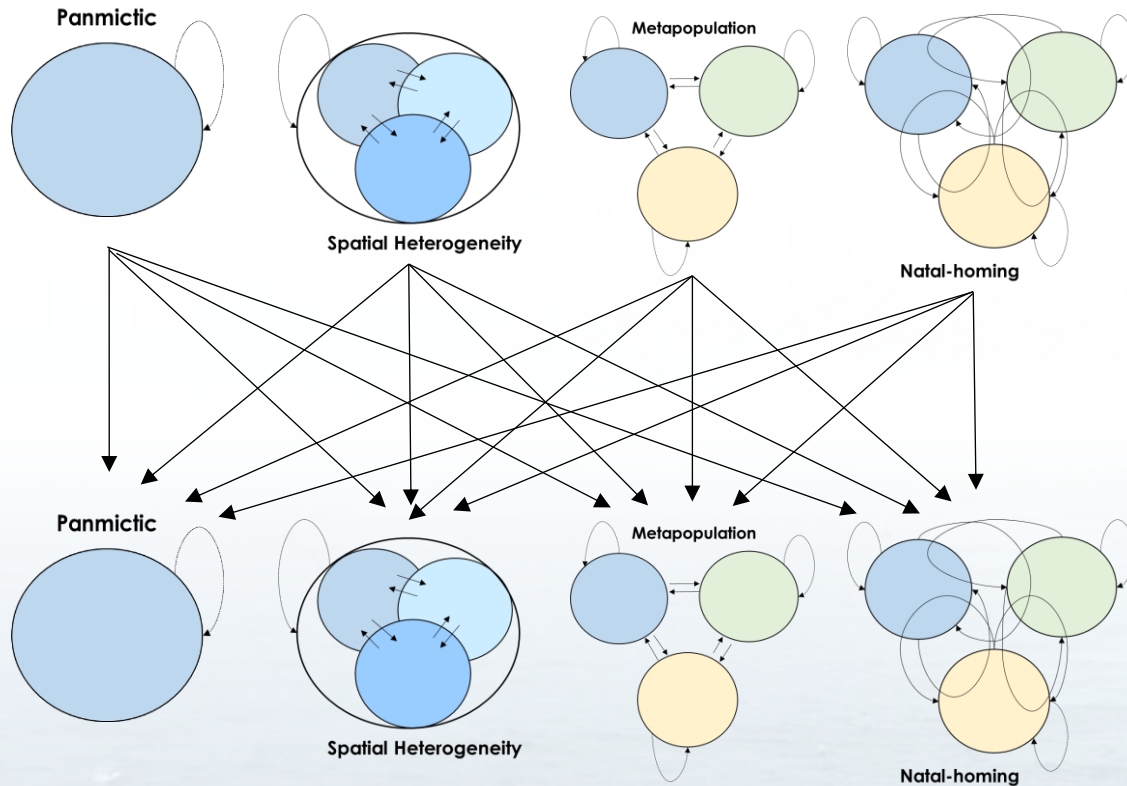 Panmictic
Spatial Heterogeneity
Metapopulation
Natal-homing
Panmictic
Spatial Heterogeneity
Metapopulation
Natal-homing